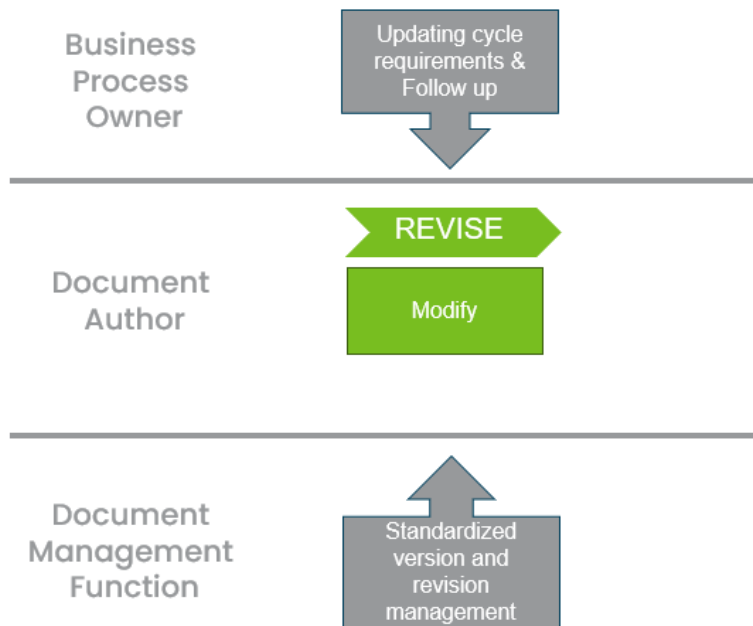 Business
Process
Owner
Updating cycle
requirements &
Follow up
Document
Author
REVISE
Modify
Document
Management
Function
Standardized
version and
revision
management